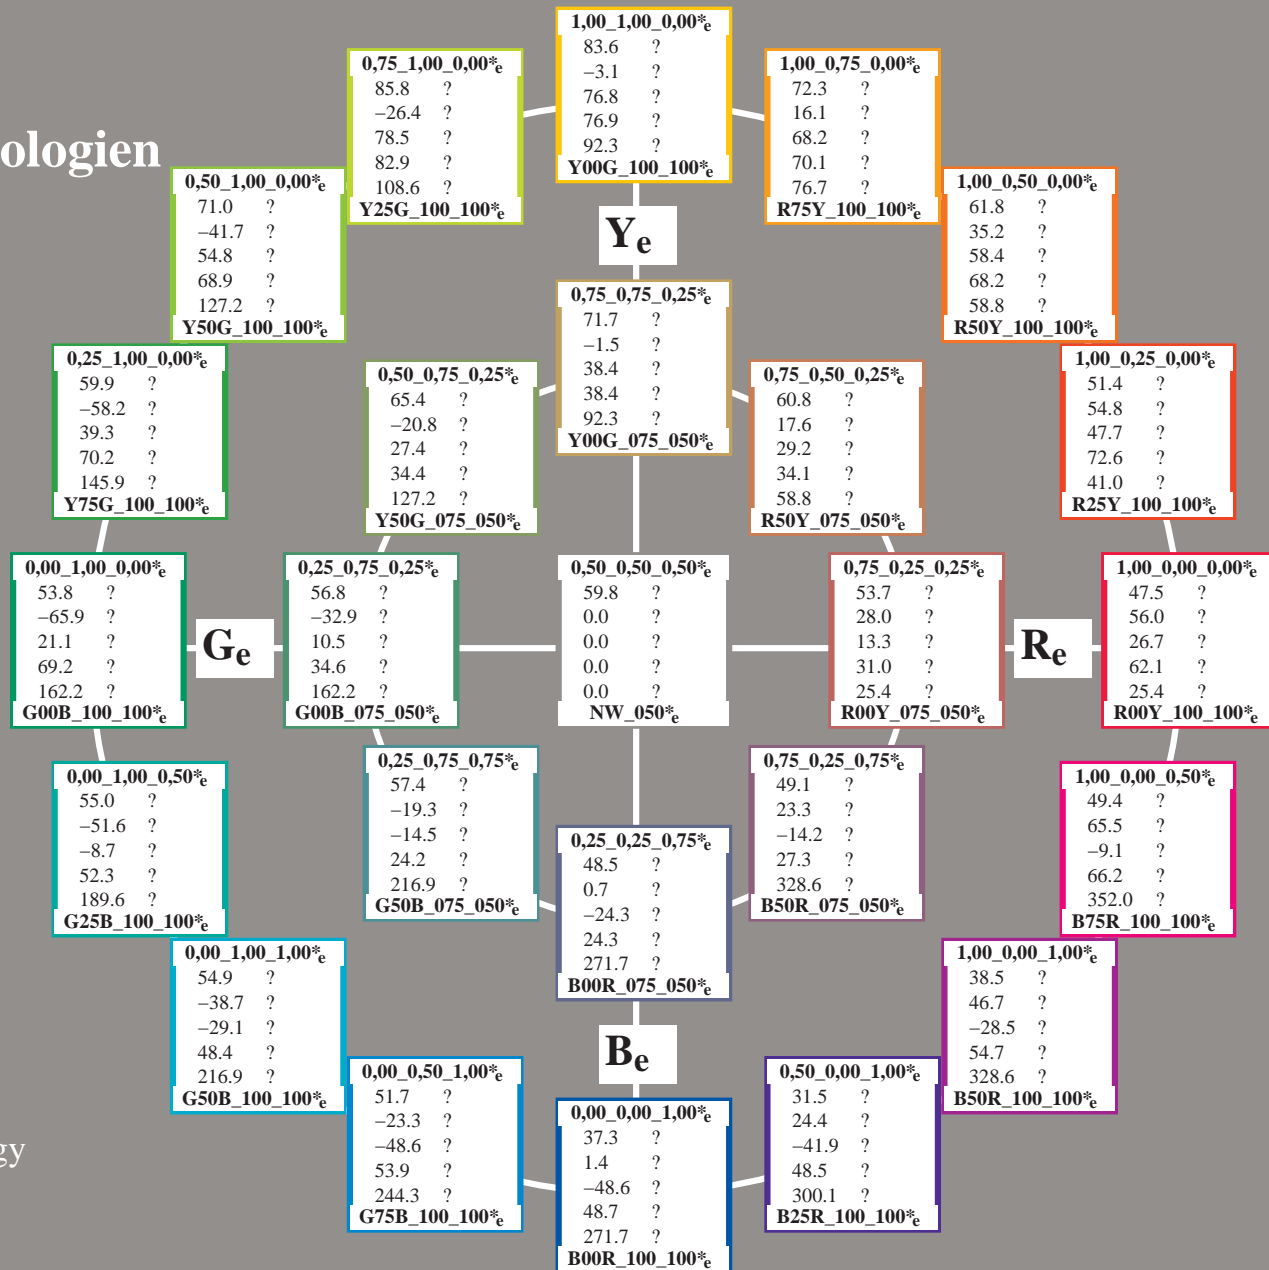 1,00_1,00_0,00*e
83.6 ?
−3.1 ?
76.8 ?
76.9 ?
92.3 ?
Y00G_100_100*e
0,75_1,00_0,00*e
85.8 ?
−26.4 ?
78.5 ?
82.9 ?
108.6 ?
Y25G_100_100*e
1,00_0,75_0,00*e
72.3 ?
16.1 ?
68.2 ?
70.1 ?
76.7 ?
R75Y_100_100*e
ologien
0,50_1,00_0,00*e
71.0 ?
−41.7 ?
54.8 ?
68.9 ?
127.2 ?
Y50G_100_100*e
1,00_0,50_0,00*e
61.8 ?
35.2 ?
58.4 ?
68.2 ?
58.8 ?
R50Y_100_100*e
Ye
0,75_0,75_0,25*e
71.7 ?
−1.5 ?
38.4 ?
38.4 ?
92.3 ?
Y00G_075_050*e
0,25_1,00_0,00*e
59.9 ?
−58.2 ?
39.3 ?
70.2 ?
145.9 ?
Y75G_100_100*e
0,50_0,75_0,25*e
65.4 ?
−20.8 ?
27.4 ?
34.4 ?
127.2 ?
Y50G_075_050*e
0,75_0,50_0,25*e
60.8 ?
17.6 ?
29.2 ?
34.1 ?
58.8 ?
R50Y_075_050*e
1,00_0,25_0,00*e
51.4 ?
54.8 ?
47.7 ?
72.6 ?
41.0 ?
R25Y_100_100*e
0,00_1,00_0,00*e
53.8 ?
−65.9 ?
21.1 ?
69.2 ?
162.2 ?
G00B_100_100*e
Ge
0,25_0,75_0,25*e
56.8 ?
−32.9 ?
10.5 ?
34.6 ?
162.2 ?
G00B_075_050*e
0,50_0,50_0,50*e
59.8 ?
0.0 ?
0.0 ?
0.0 ?
0.0 ?
NW_050*e
0,75_0,25_0,25*e
53.7 ?
28.0 ?
13.3 ?
31.0 ?
25.4 ?
R00Y_075_050*e
Re
1,00_0,00_0,00*e
47.5 ?
56.0 ?
26.7 ?
62.1 ?
25.4 ?
R00Y_100_100*e
0,00_1,00_0,50*e
55.0 ?
−51.6 ?
−8.7 ?
52.3 ?
189.6 ?
G25B_100_100*e
0,25_0,75_0,75*e
57.4 ?
−19.3 ?
−14.5 ?
24.2 ?
216.9 ?
G50B_075_050*e
0,25_0,25_0,75*e
48.5 ?
0.7 ?
−24.3 ?
24.3 ?
271.7 ?
B00R_075_050*e
0,75_0,25_0,75*e
49.1 ?
23.3 ?
−14.2 ?
27.3 ?
328.6 ?
B50R_075_050*e
1,00_0,00_0,50*e
49.4 ?
65.5 ?
−9.1 ?
66.2 ?
352.0 ?
B75R_100_100*e
0,00_1,00_1,00*e
54.9 ?
−38.7 ?
−29.1 ?
48.4 ?
216.9 ?
G50B_100_100*e
1,00_0,00_1,00*e
38.5 ?
46.7 ?
−28.5 ?
54.7 ?
328.6 ?
B50R_100_100*e
Be
0,00_0,50_1,00*e
51.7 ?
−23.3 ?
−48.6 ?
53.9 ?
244.3 ?
G75B_100_100*e
0,50_0,00_1,00*e
31.5 ?
24.4 ?
−41.9 ?
48.5 ?
300.1 ?
B25R_100_100*e
0,00_0,00_1,00*e
37.3 ?
1.4 ?
−48.6 ?
48.7 ?
271.7 ?
B00R_100_100*e
gy